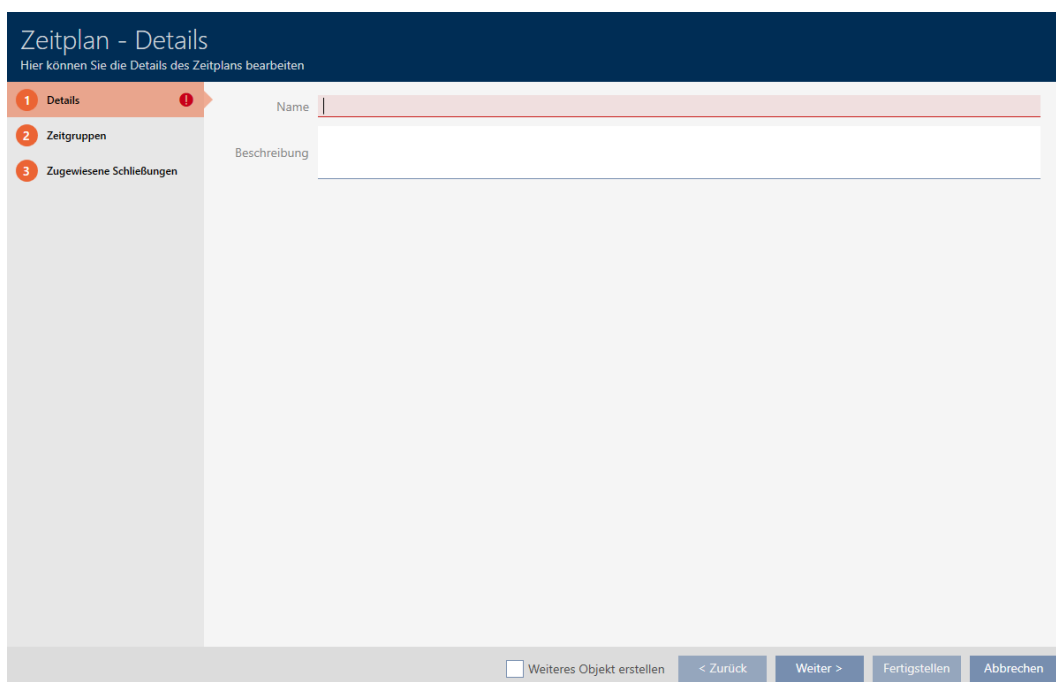 Zeitplan - Details
Hier können Sie die Details des Zeitplans bearbeiten
1 Details !
2 Zeitgruppen
3 Zugewiesene Schließungen
Name
Beschreibung
Weiteres Objekt erstellen < Zurück Weiter > Fertigstellen Abbrechen